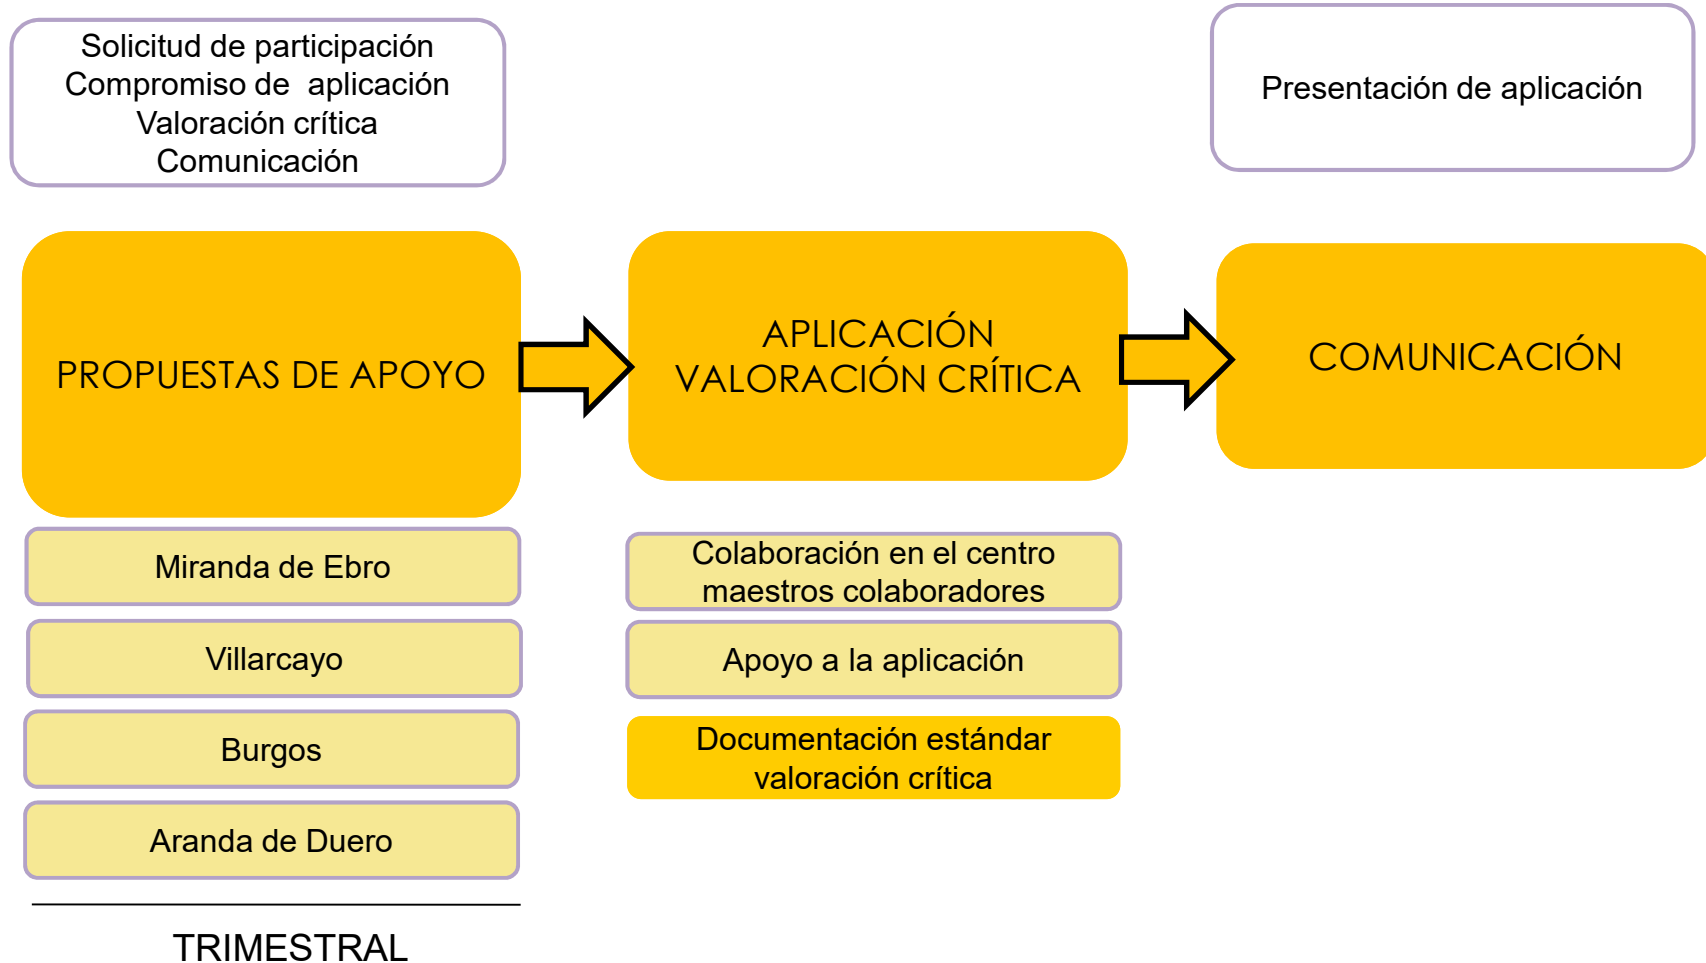 Solicitud de participación
Compromiso de aplicación
Valoración crítica
Comunicación
Presentación de aplicación
PROPUESTAS DE APOYO
APLICACIÓN
VALORACIÓN CRÍTICA
COMUNICACIÓN
Miranda de Ebro
Villarcayo
Burgos
Aranda de Duero
TRIMESTRAL
Colaboración en el centro
maestros colaboradores
Apoyo a la aplicación
Documentación estándar
valoración crítica